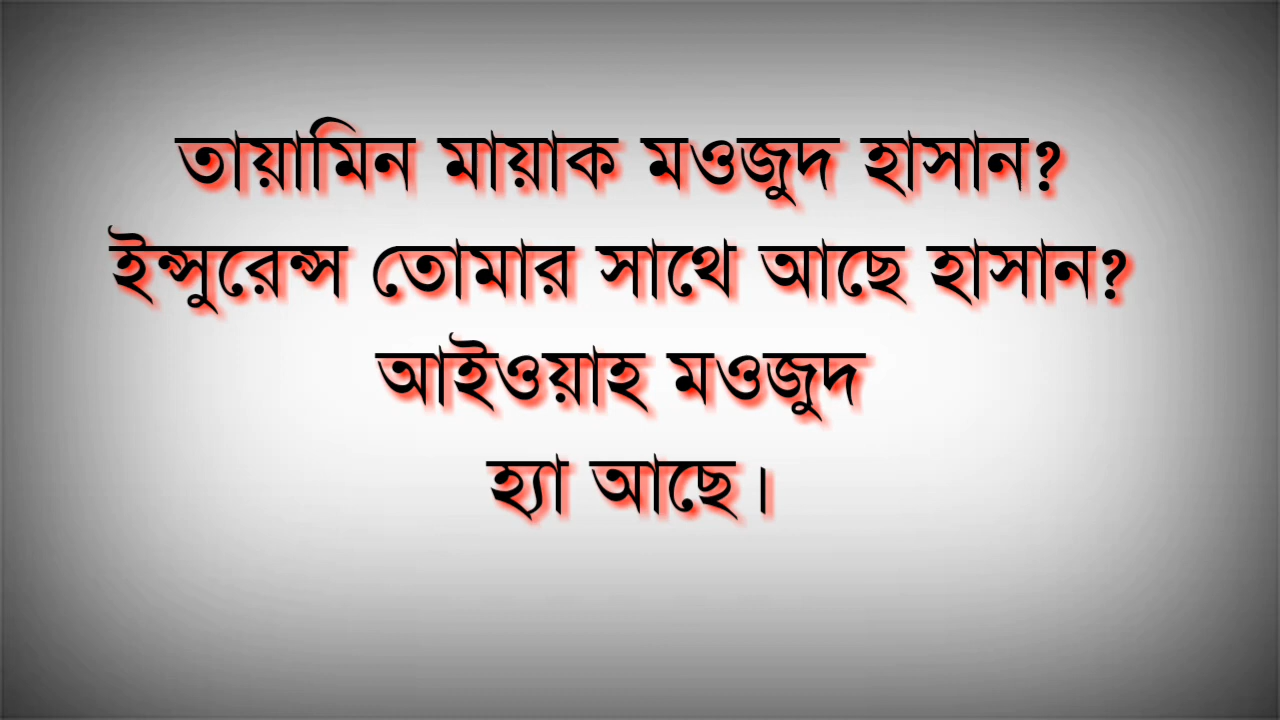 তায়ামিন মায়াক মওজুদ হাসান?
ইন্সুরেন্স তোমার সাথে আছে হাসান?
আইওয়াহ মওজুদ
হ্যা আছে।